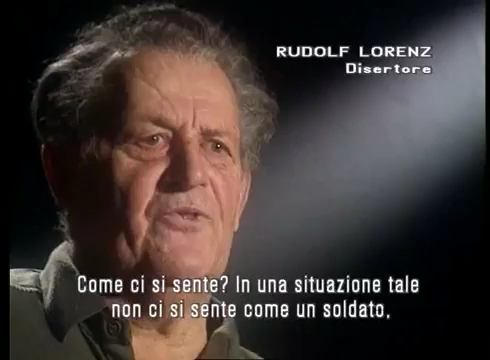 RUDOLF LORENZ
Disertore
Come ci si sente? In una situazione tale
non ci si sente come un soldato,